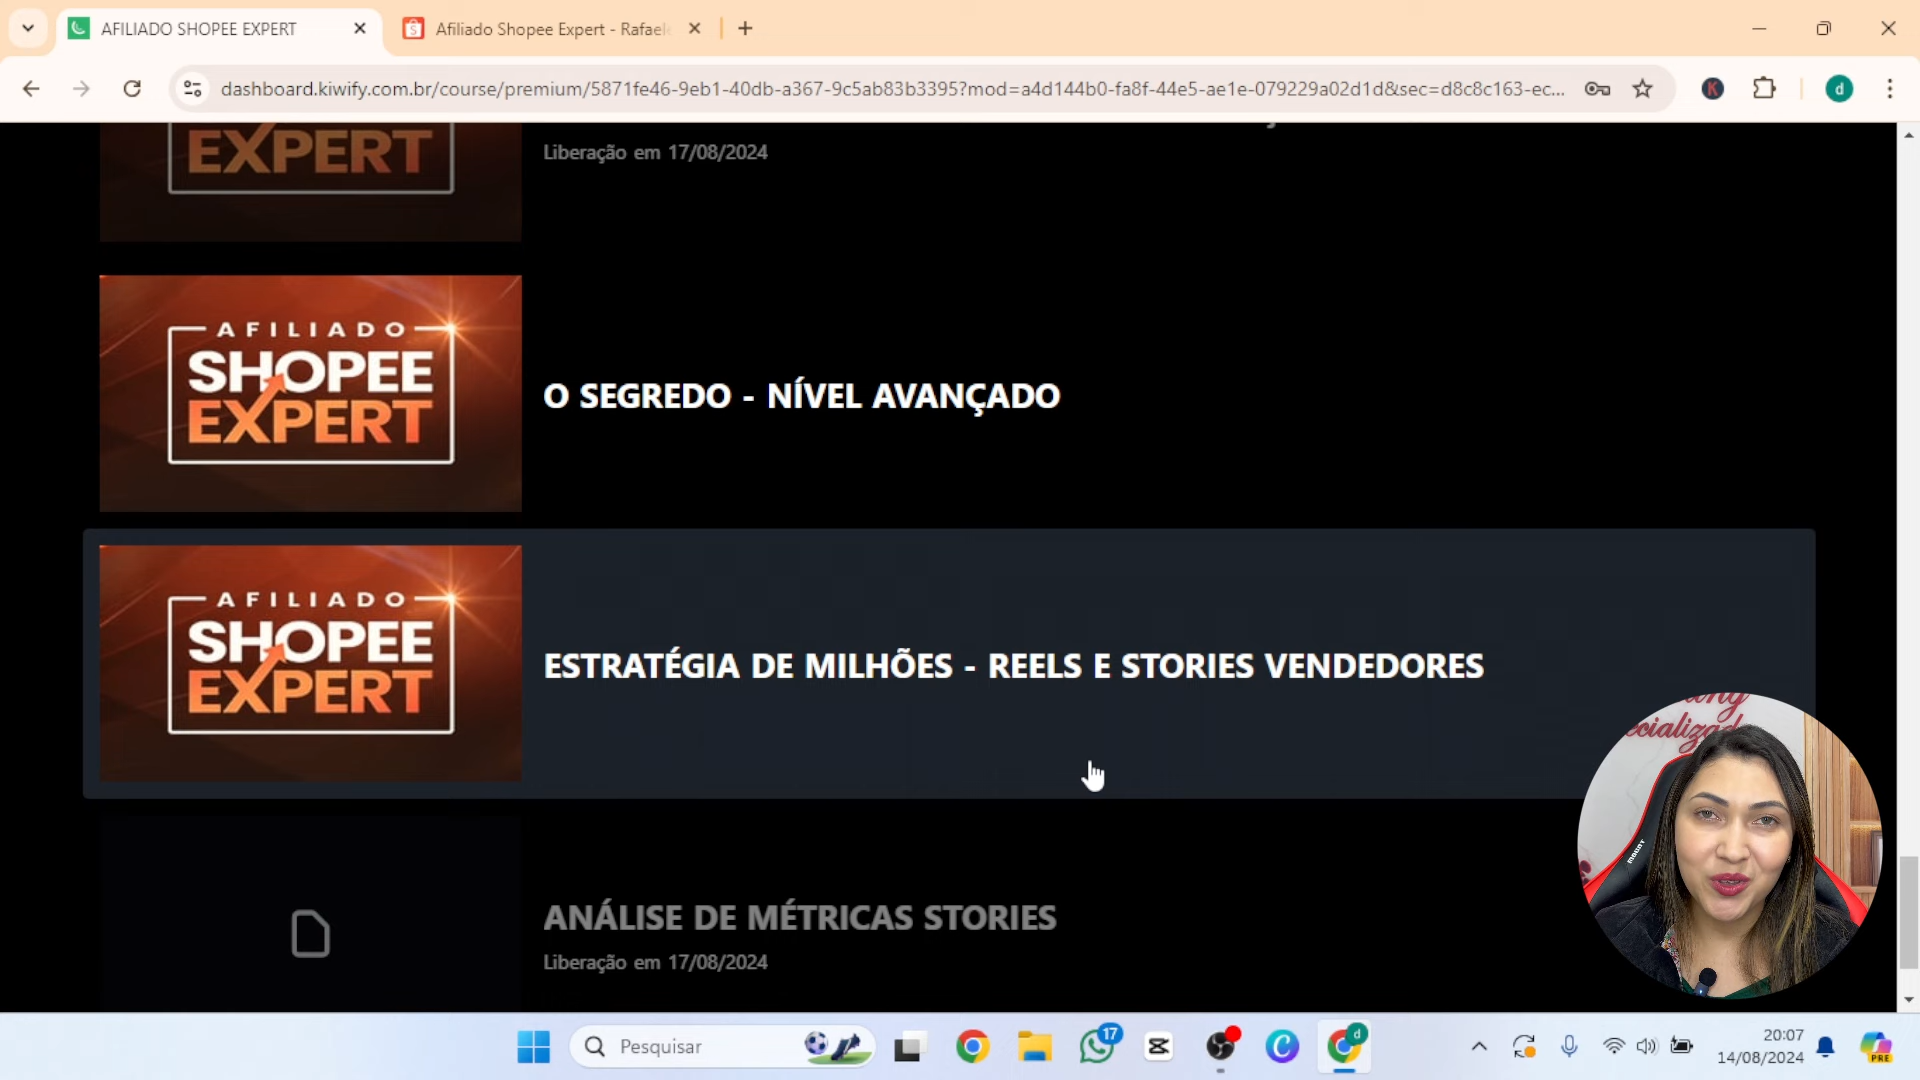 AFILIADO SHOPEE EXPERT
Afiliado Shopee Expert - Rafael
dashboard.kiwify.com.br/course/premium/5871fe46-9eb1-40db-a367-9c5ab83b3395?mod=a4d144b0-fa8f-44e5-ae1e-079229a02d1d&sec=d8c8c163-ec...
d
EXPERT
Liberação em 17/08/2024
AFILIADO
SHOPEE
EXPERT
O SEGREDO - NÍVEL AVANÇADO
AFILIADO
SHOPEE
EXPERT
ESTRATÉGIA DE MILHÕES - REELS E STORIES VENDEDORES
ANÁLISE DE MÉTRICAS STORIES
Liberação em 17/08/2024
Pesquisar
17
d
20:07
14/08/2024
PRE